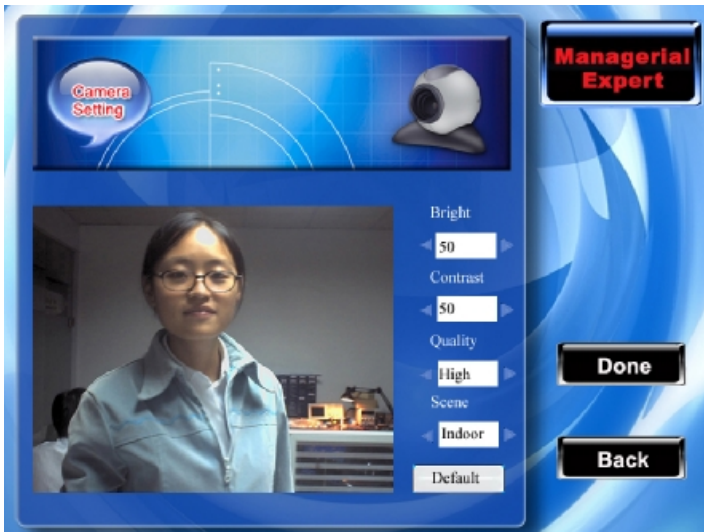 Camera
Setting
Managerial
Expert
Bright
50
Contrast
50
Quality
High
Scene
Indoor
Default
Done
Back